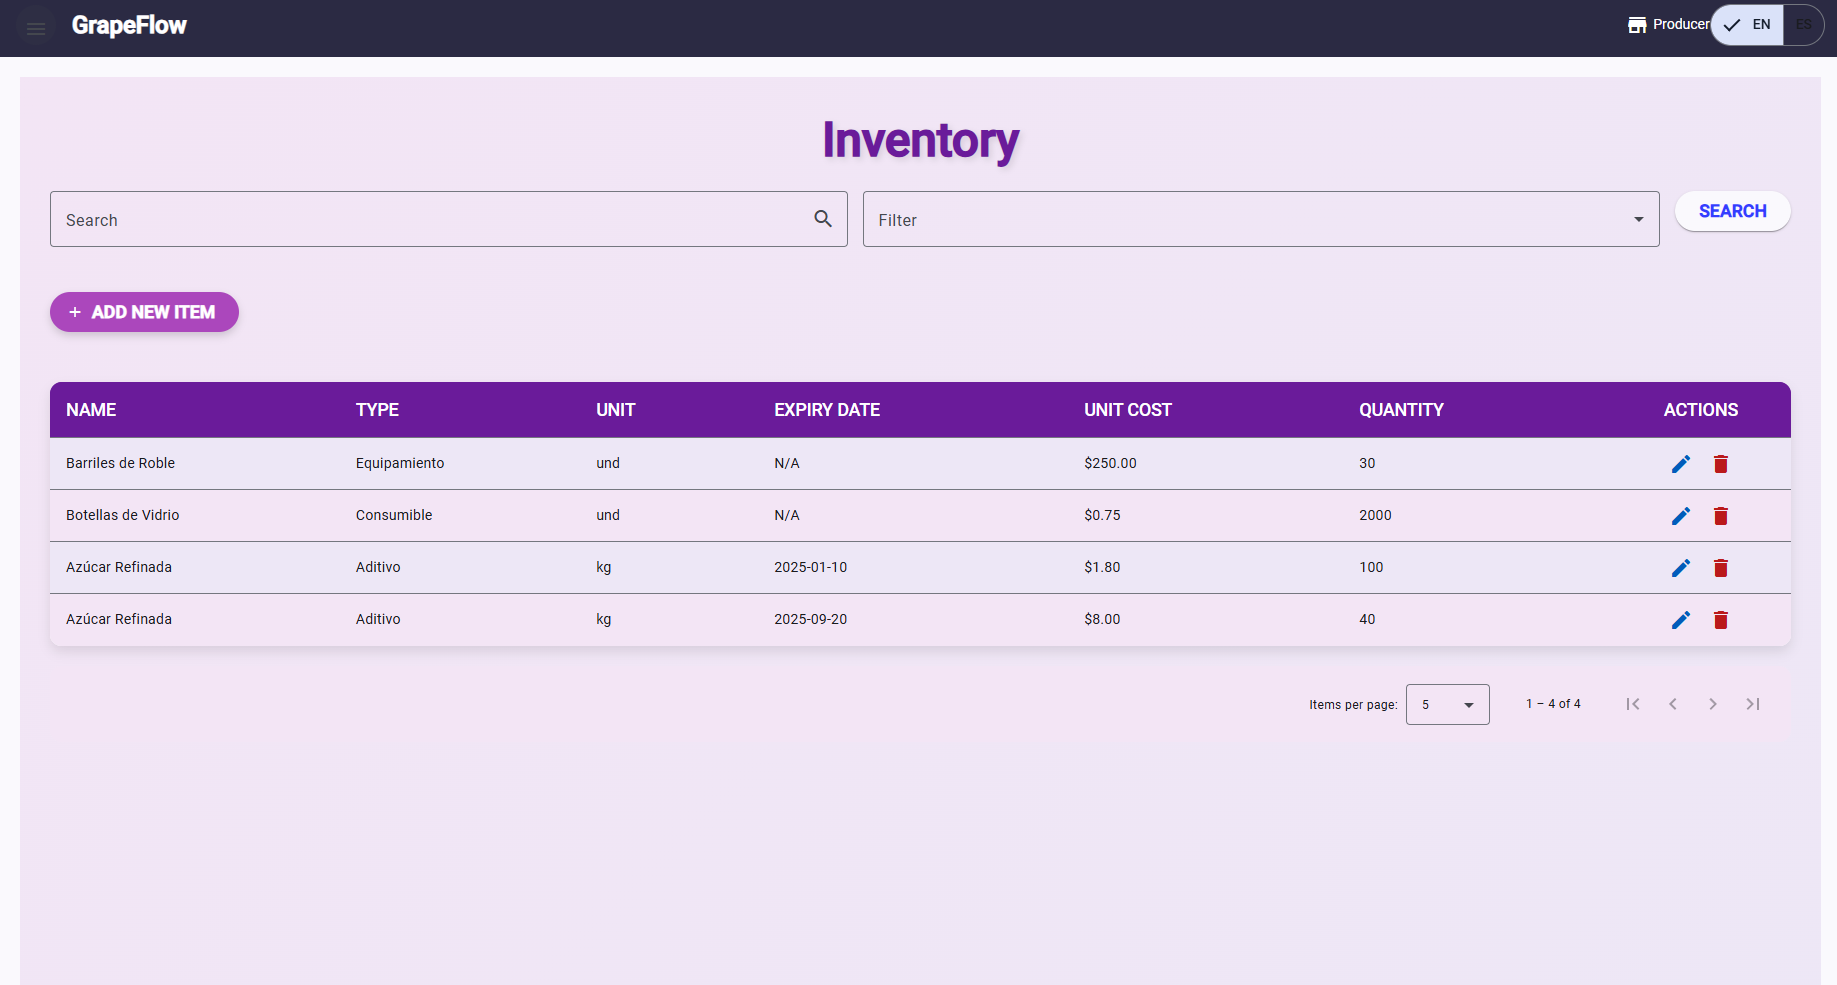 GrapeFlow
Producer
EN
ES
Inventory
Search
Filter
SEARCH
+ ADD NEW ITEM
NAME TYPE UNIT EXPIRY DATE UNIT COST QUANTITY ACTIONS
Barriles de Roble Equipamiento und N/A $250.00 30
Botellas de Vidrio Consumible und N/A $0.75 2000
Azúcar Refinada Aditivo kg 2025-01-10 $1.80 100
Azúcar Refinada Aditivo kg 2025-09-20 $8.00 40
Items per page: 5 1 – 4 of 4